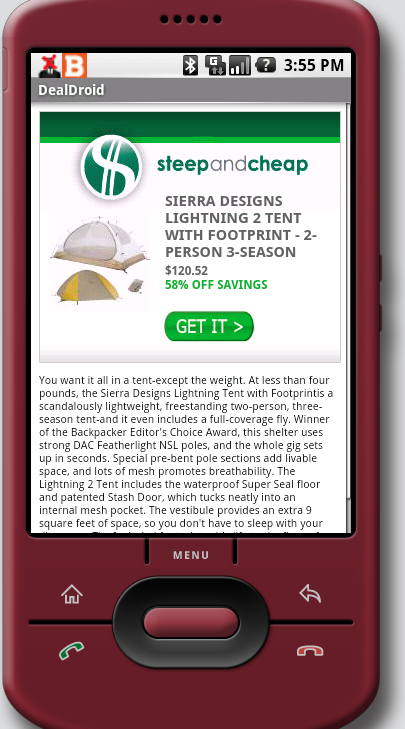 B
G
?
3:55 PM
DealDroid
$
steepandcheap
SIERRA DESIGNS
LIGHTNING 2 TENT
WITH FOOTPRINT - 2-
PERSON 3-SEASON
$120.52
58% OFF SAVINGS
GET IT >
You want it all in a tent-except the weight. At less than four
pounds, the Sierra Designs Lightning Tent with Footprintis a
scandalously lightweight, freestanding two-person, three-
season tent-and it even includes a full-coverage fly. Winner
of the Backpacker Editor's Choice Award, this shelter uses
strong DAC Featherlight NSL poles, and the whole gig sets
up in seconds. Special pre-bent pole sections add livable
space, and lots of mesh promotes breathability. The
Lightning 2 Tent includes the waterproof Super Seal floor
and patented Stash Door, which tucks neatly into an
internal mesh pocket. The vestibule provides an extra 9
square feet of space, so you don't have to sleep with your
MENU